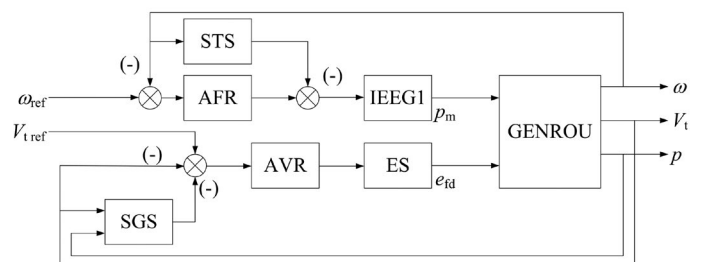 STS
(-)
(-)
ω
ω_ref
AFR
IEEG1
p_m
GENROU
V_t
V_t ref
(-)
p
AVR
ES
e_fd
(-)
SGS